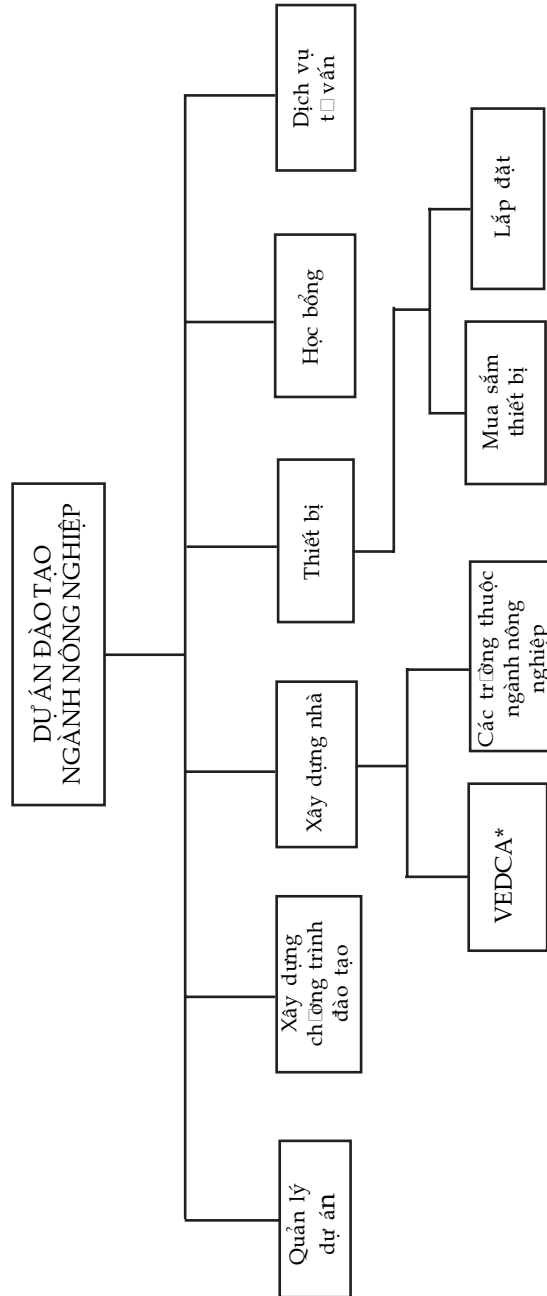 DỰ ÁN ĐÀO TẠO
NGÀNH NÔNG NGHIỆP
Quản lý
dự án
Xây dựng
ch□ơng trình
đào tạo
Xây dựng nhà
Thiết bị
Học bổng
Dịch vụ
t□ vấn
VEDCA*
Các tr□ờng thuộc
ngành nông
nghiệp
Mua sắm
thiết bị
Lắp đặt